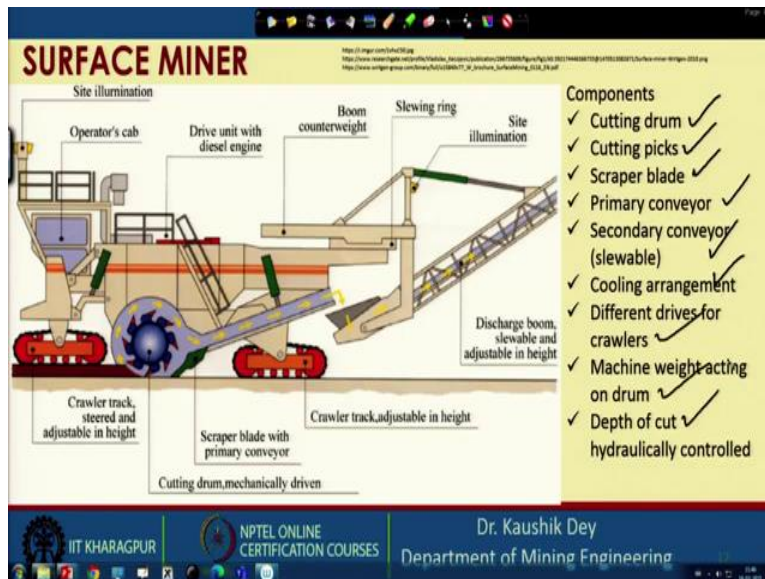 Page
SURFACE MINER
Site illumination
Operator's cab
Drive unit with
diesel engine
Boom
counterweight
Slewing ring
Site
illumination
Discharge boom,
slewable and
adjustable in height
Crawler track,
steered and
adjustable in height
Scraper blade with
primary conveyor
Crawler track,adjustable in height
Cutting drum,mechanically driven
Components
✓ Cutting drum
✓ Cutting picks
✓ Scraper blade
✓ Primary conveyor
✓ Secondary conveyor
(slewable)
✓ Cooling arrangement
✓ Different drives for
crawlers
✓ Machine weight acting
on drum
✓ Depth of cut
hydraulically controlled
IIT KHARAGPUR
NPTEL ONLINE
CERTIFICATION COURSES
Dr. Kaushik Dey
Department of Mining Engineering